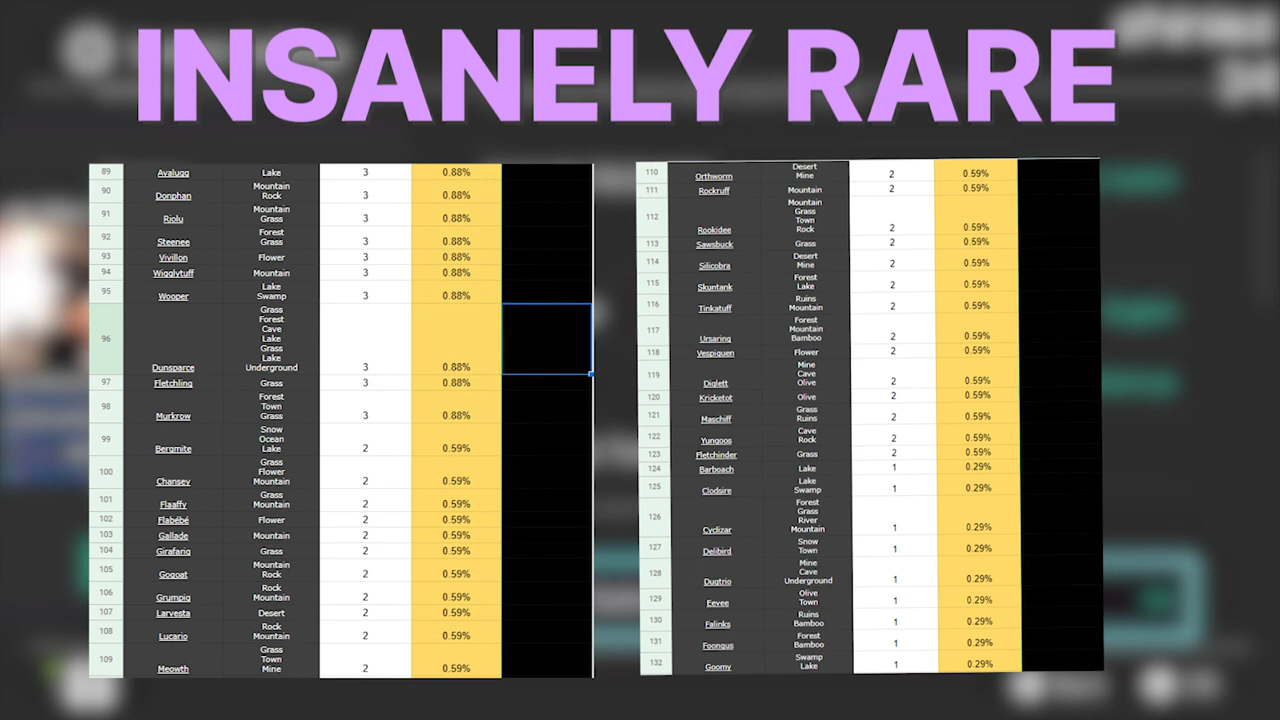 INSANELY RARE
89 Avalugg Lake 3 0.88%
Mountain
90 Donphan Rock 3 0.88%
Mountain
91 Riolu Grass 3 0.88%
Forest
92 Steenee Grass 3 0.88%
93 Vivillon Flower 3 0.88%
94 Wigglytuff Mountain 3 0.88%
Lake
95 Wooper Swamp 3 0.88%
Grass
Forest
Cave
96 Lake
Grass
Lake
Dunsparce Underground 3 0.88%
97 Fletchling Grass 3 0.88%
Forest
98 Town
Murkrow Grass 3 0.88%
Snow
99 Ocean
Bergmite Lake 2 0.59%
Grass
100 Flower
Chansey Mountain 2 0.59%
Grass
101 Flaaffy Mountain 2 0.59%
102 Flabébé Flower 2 0.59%
103 Gallade Mountain 2 0.59%
104 Girafarig Grass 2 0.59%
Mountain
105 Gogoat Rock 2 0.59%
Rock
106 Grumpig Mountain 2 0.59%
107 Larvesta Desert 2 0.59%
Rock
108 Lucario Mountain 2 0.59%
Grass
109 Town
Meowth Mine 2 0.59%
Desert
110 Orthworm Mine 2 0.59%
111 Rockruff Mountain 2 0.59%
Mountain
Grass
112 Town
Rookidee Rock 2 0.59%
113 Sawsbuck Grass 2 0.59%
Desert
114 Silicobra Mine 2 0.59%
Forest
115 Skuntank Lake 2 0.59%
Ruins
116 Tinkatuff Mountain 2 0.59%
Forest
117 Mountain
Ursaring Bamboo 2 0.59%
118 Vespiquen Flower 2 0.59%
Mine
119 Cave
Diglett Olive 2 0.59%
120 Kricketot Olive 2 0.59%
Grass
121 Maschiff Ruins 2 0.59%
Cave
122 Yungoos Rock 2 0.59%
123 Fletchinder Grass 2 0.59%
124 Barboach Lake 1 0.29%
Lake
125 Clodsire Swamp 1 0.29%
Forest
Grass
126 River
Cyclizar Mountain 1 0.29%
Snow
127 Delibird Town 1 0.29%
Mine
128 Cave
Dugtrio Underground 1 0.29%
Olive
129 Eevee Town 1 0.29%
Ruins
130 Falinks Bamboo 1 0.29%
Forest
131 Foongus Bamboo 1 0.29%
Swamp
132 Goomy Lake 1 0.29%